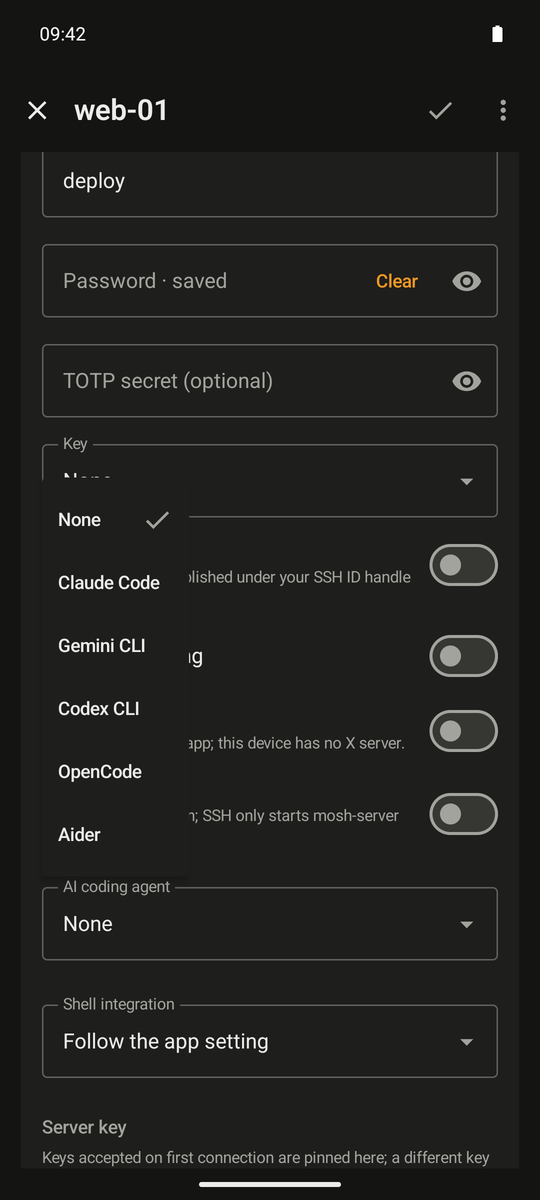 09:42
web-01
deploy
Password · saved
Clear
TOTP secret (optional)
Key
None
Claude Code
under your SSH ID handle
Gemini CLI
Codex CLI
app; this device has no X server.
OpenCode
SSH only starts mosh-server
Aider
AI coding agent
None
Shell integration
Follow the app setting
Server key
Keys accepted on first connection are pinned here; a different key